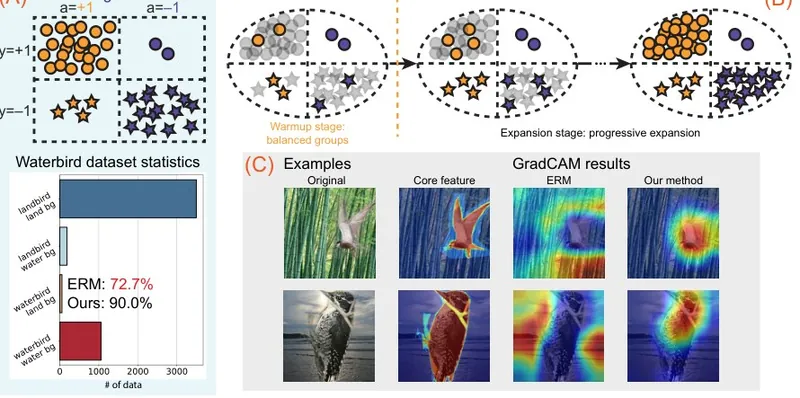 (A)
a=+1 a=–1
y=+1
y=–1
Waterbird dataset statistics
landbird
land bg
landbird
water bg
waterbird
land bg
waterbird
water bg
ERM: 72.7%
Ours: 90.0%
0 1000 2000 3000
# of data
(B)
Warmup stage:
balanced groups
Expansion stage: progressive expansion
(C) Examples GradCAM results
Original Core feature ERM Our method